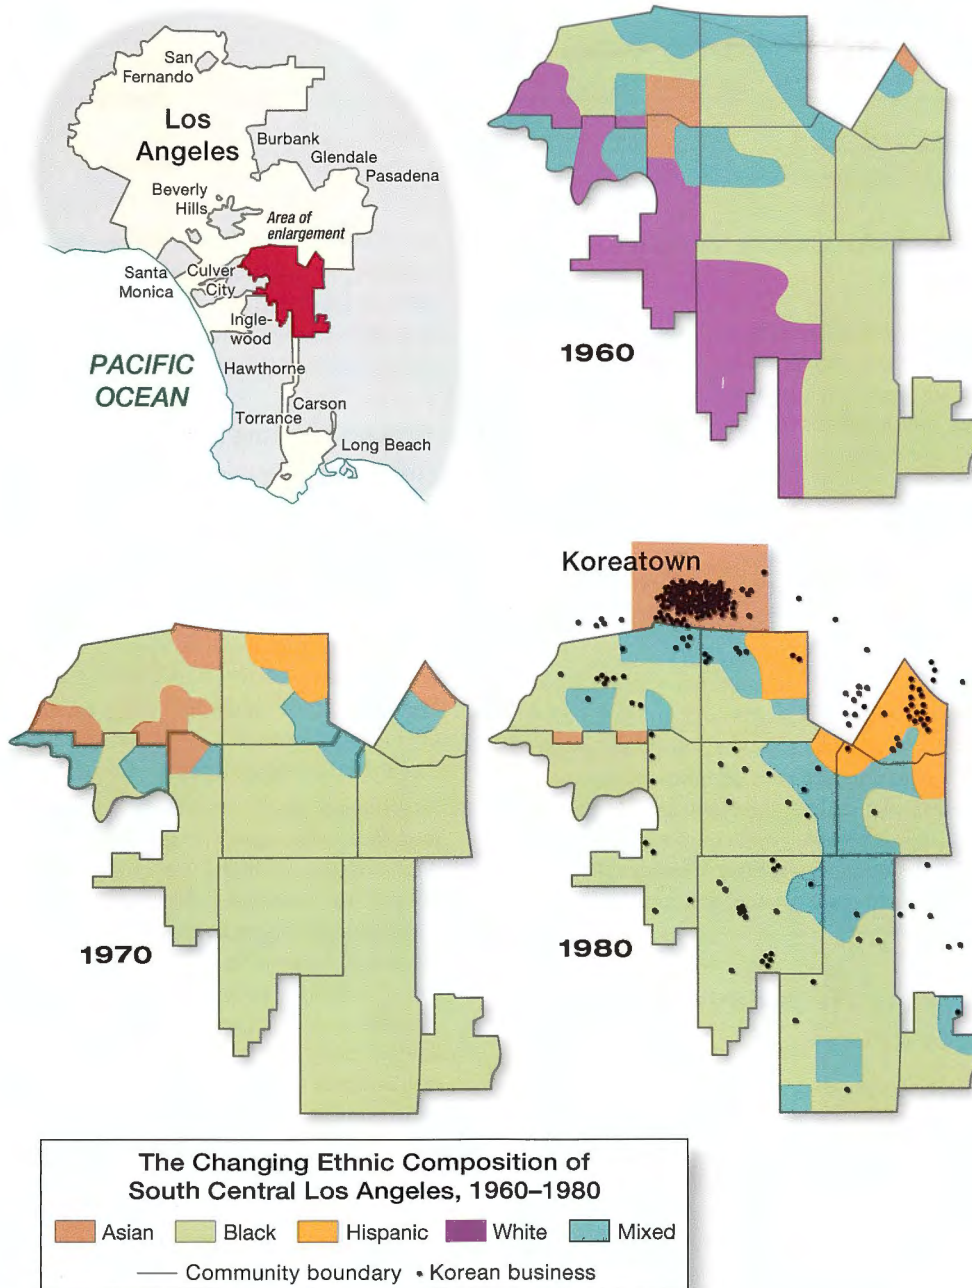 San
Fernando
Los
Angeles
Burbank
Glendale
Pasadena
Beverly
Hills
Area of
enlargement
Santa
Monica
Culver
City
Ingle-
wood
PACIFIC
OCEAN
Hawthorne
Torrance
Carson
Long Beach
1960
1970
Koreatown
1980
The Changing Ethnic Composition of
South Central Los Angeles, 1960–1980
Asian Black Hispanic White Mixed
Community boundary • Korean business